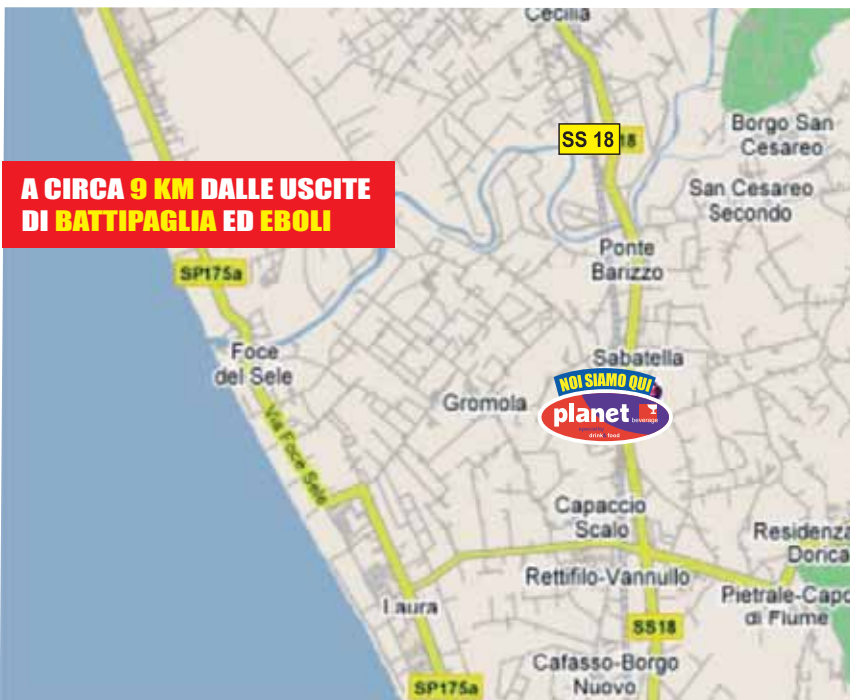 Cecilia
SS 18
18
Borgo San
Cesareo
A CIRCA 9 KM DALLE USCITE
DI BATTIPAGLIA ED EBOLI
San Cesareo
Secondo
Ponte
Barizzo
SP175a
Foce
del Sele
Sabatella
NOI SIAMO QUI
Gromola
planet
beverage
speciality
drink food
Via Foce Sele
Capaccio
Scalo
Residenza
Dorica
Rettifilo-Vannullo
Pietrale-Capo
di Fiume
Laura
SS18
Cafasso-Borgo
Nuovo
SP175a